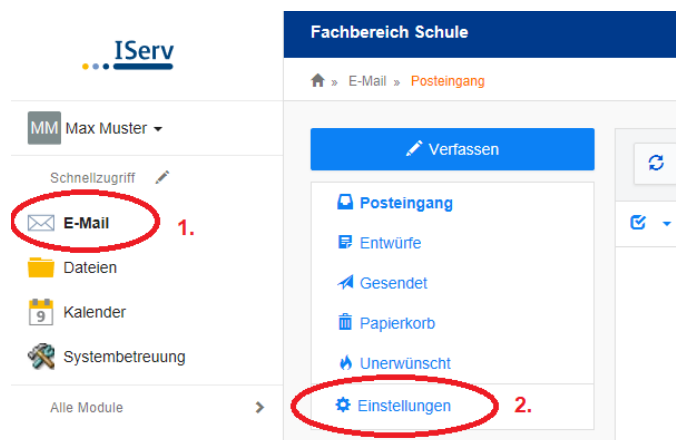 IServ
Fachbereich Schule
» E-Mail » Posteingang
MM Max Muster
Schnellzugriff
E-Mail
1.
Dateien
9 Kalender
Systembetreuung
Alle Module
Verfassen
Posteingang
Entwürfe
Gesendet
Papierkorb
Unerwünscht
Einstellungen
2.